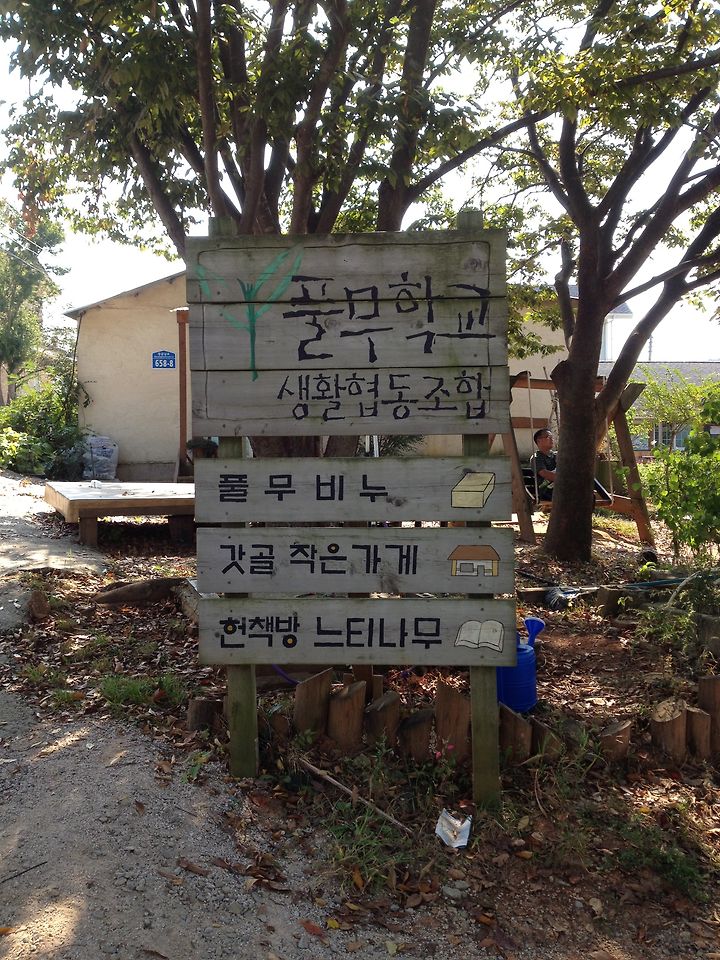 풀무학교
생활협동조합
풀무비누
갓골 작은가게
헌책방 느티나무
658-8